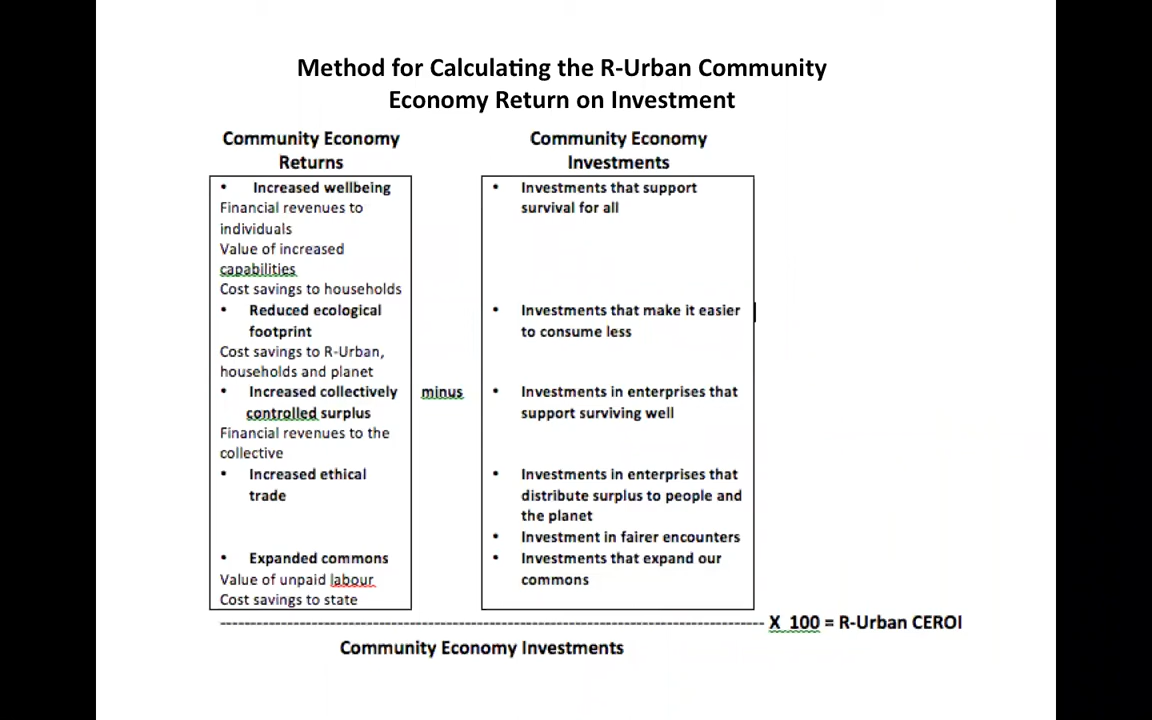 Method for Calculating the R-Urban Community
Economy Return on Investment
Community Economy
Returns
• Increased wellbeing
Financial revenues to
individuals
Value of increased
capabilities
Cost savings to households
• Reduced ecological
footprint
Cost savings to R-Urban,
households and planet
• Increased collectively
controlled surplus
Financial revenues to the
collective
• Increased ethical
trade
• Expanded commons
Value of unpaid labour
Cost savings to state
minus
Community Economy
Investments
• Investments that support
survival for all
• Investments that make it easier
to consume less
• Investments in enterprises that
support surviving well
• Investments in enterprises that
distribute surplus to people and
the planet
• Investment in fairer encounters
• Investments that expand our
commons
X 100 = R-Urban CEROI
Community Economy Investments